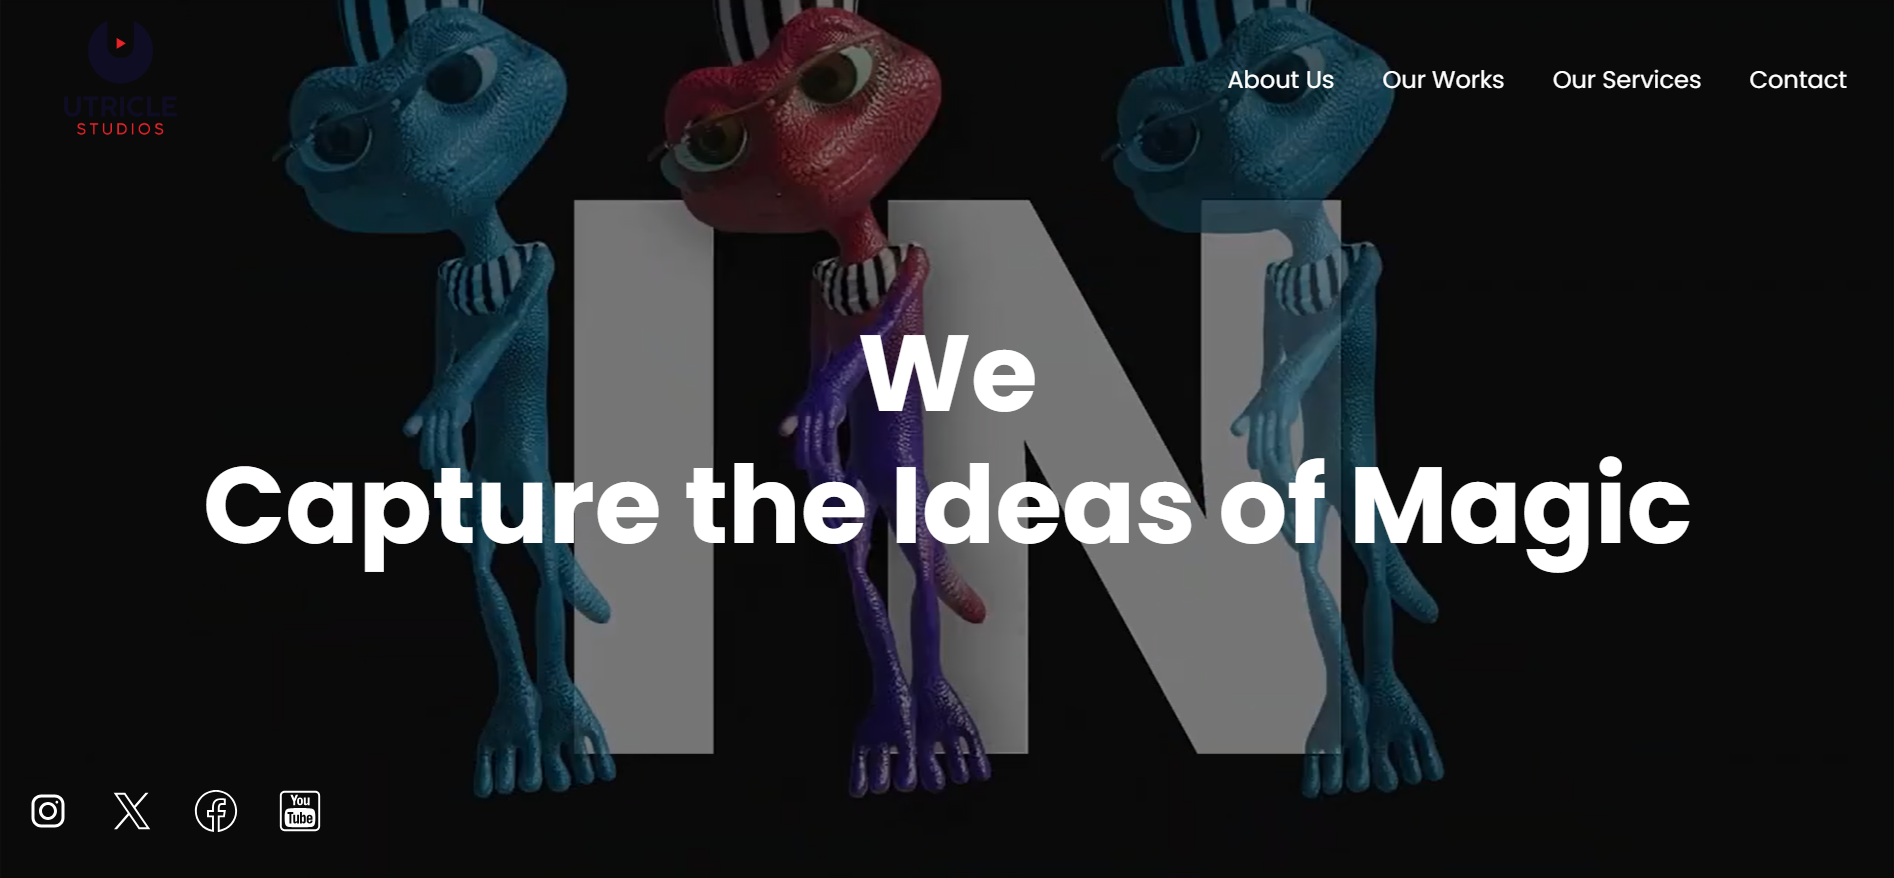 UTRICLE
STUDIOS
About Us Our Works Our Services Contact
IN
We
Capture the Ideas of Magic
You
Tube